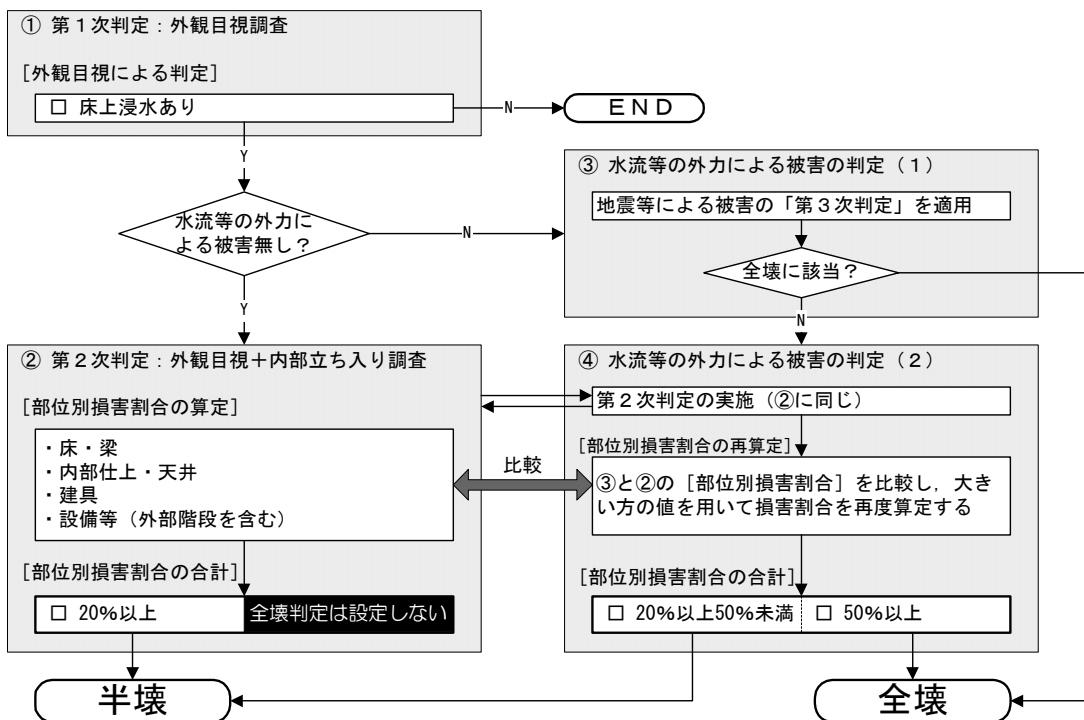 ① 第１次判定：外観目視調査
[外観目視による判定]
□ 床上浸水あり
N
ＥＮＤ
Y
水流等の外力に
よる被害無し？
N
Y
③ 水流等の外力による被害の判定（１）
地震等による被害の「第３次判定」を適用
全壊に該当？
N
② 第２次判定：外観目視＋内部立ち入り調査
[部位別損害割合の算定]
・床・梁
・内部仕上・天井
・建具
・設備等（外部階段を含む）
[部位別損害割合の合計]
□ 20%以上
全壊判定は設定しない
比較
④ 水流等の外力による被害の判定（２）
第２次判定の実施（②に同じ）
[部位別損害割合の再算定]
③と②の［部位別損害割合］を比較し，大き
い方の値を用いて損害割合を再度算定する
[部位別損害割合の合計]
□ 20%以上50%未満
□ 50%以上
半壊
全壊